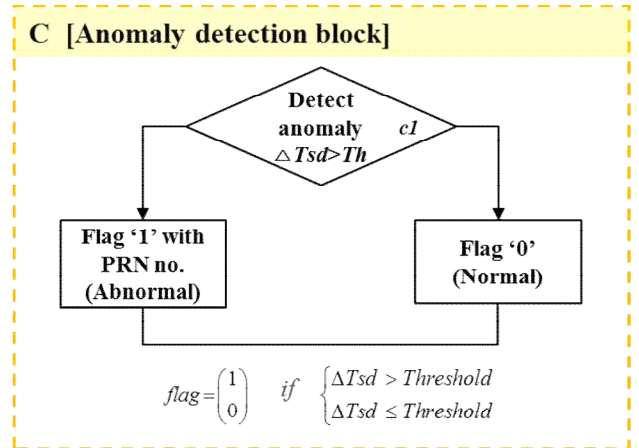 C [Anomaly detection block]
Detect
anomaly c1
△Tsd>Th
Flag ‘1’ with
PRN no.
(Abnormal)
Flag ‘0’
(Normal)
flag = (1 0) if { ΔTsd > Threshold
ΔTsd ≤ Threshold